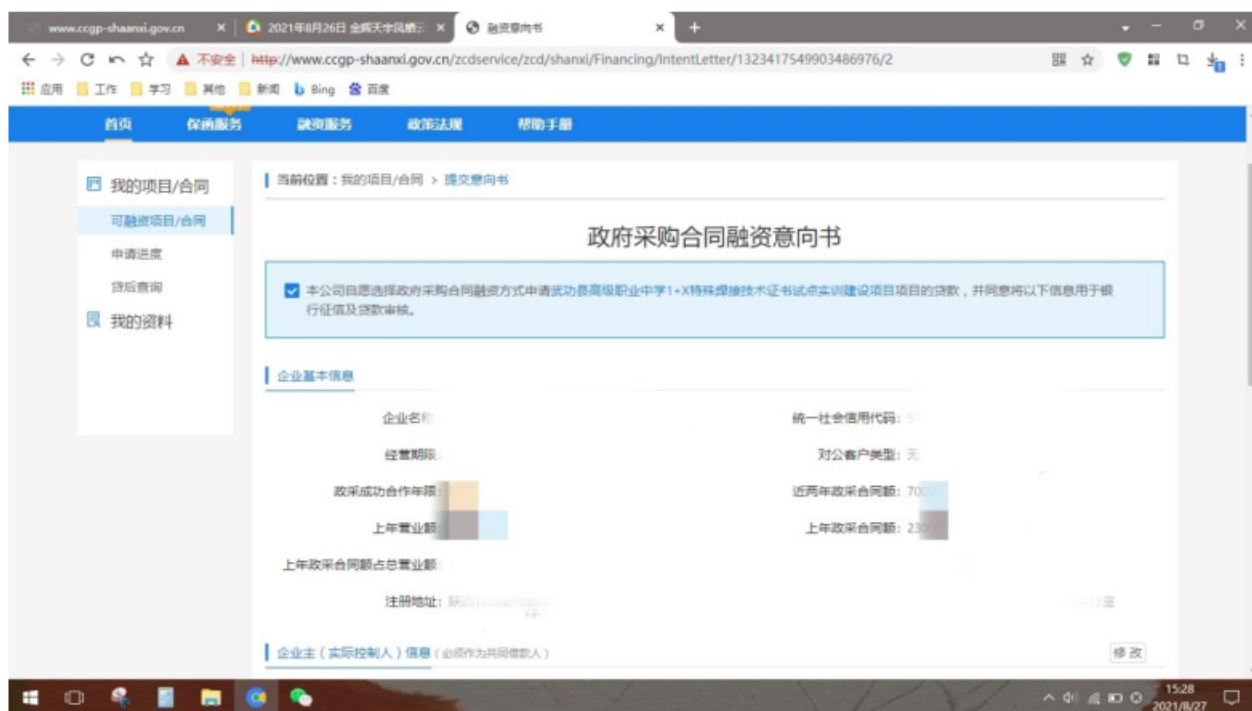 www.ccgp-shaanxi.gov.cn
2021年8月26日 金辉天宇凤栖云
融资意向书
不安全
http://www.ccgp-shaanxi.gov.cn/zcdservice/zcd/shanxi/Financing/IntentLetter/1323417549903486976/2
应用 工作 学习 其他 新闻 Bing 百度
首页 保函服务 融资服务 政策法规 帮助手册
我的项目/合同
可融资项目/合同
申请进度
贷后查询
我的资料
当前位置：我的项目/合同 > 提交意向书
政府采购合同融资意向书
本公司自愿选择政府采购合同融资方式申请武功县高级职业中学1+X特殊焊接技术证书试点实训建设项目项目的贷款，并同意将以下信息用于银
行征信及贷款审核。
企业基本信息
企业名称
统一社会信用代码：
经营期限：
对公客户类型：无
政采成功合作年限：
近两年政采合同额：700
上年营业额：
上年政采合同额：230
上年政采合同额占总营业额：
注册地址：
室
企业主（实际控制人）信息（必须作为共同借款人）
修改
15:28
2021/8/27